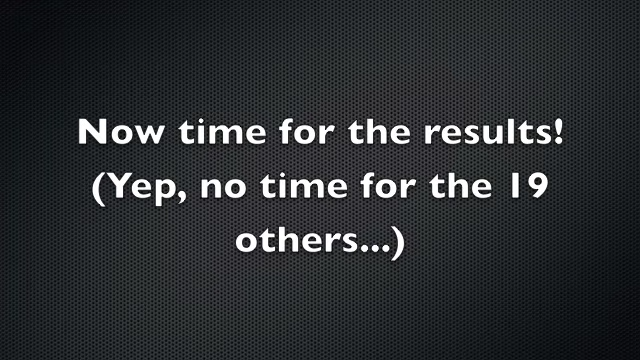 Now time for the results!
(Yep, no time for the 19
others...)